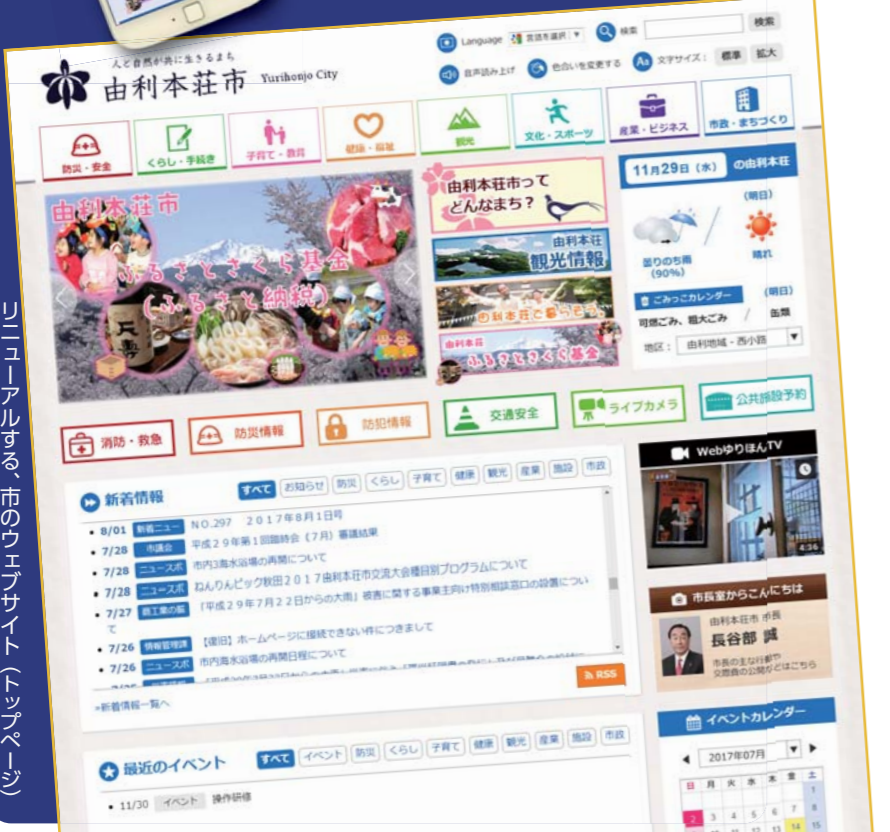 リニューアルする、市のウェブサイト（トップページ）
人と自然が共に生きるまち
由利本荘市 Yurihonjo City
Language 言語を選択 ▼
検索
検索
音声読み上げ
色合いを変更する
Aa 文字サイズ： 標準 拡大
防災・安全
くらし・手続き
子育て・教育
健康・福祉
観光
文化・スポーツ
産業・ビジネス
市政・まちづくり
由利本荘市
ふるさとさくら基金
(ふるさと納税)
由利本荘市って
どんなまち？
由利本荘
観光情報
由利本荘で暮らそう。
由利本荘
ふるさとさくら基金
11月29日（水） の由利本荘
(明日)
曇りのち雨
(90%)
晴れ
ごみっこカレンダー
(明日)
可燃ごみ、粗大ごみ / 缶類
地区： 由利地域・西小路 ▼
消防・救急
防災情報
防犯情報
交通安全
ライブカメラ
公共施設予約
新着情報
すべて お知らせ 防災 くらし 子育て 健康 観光 産業 施設 市政
• 8/01 新着ニュー NO.297 2017年8月1日号
• 7/28 市議会 平成29年第1回臨時会（7月）審議結果
• 7/28 ニュースポ 市内3海水浴場の再開について
• 7/28 ニュースポ ねんりんピック秋田2017由利本荘市交流大会種目別プログラムについて
• 7/27 商工業の振 「平成29年7月22日からの大雨」被害に関する事業主向け特別相談窓口の設置につい
て
• 7/26 情報管理課 【復旧】ホームページに接続できない件につきまして
• 7/26 ニュースポ 市内海水浴場の再開日程について
RSS
»新着情報一覧へ
WebゆりほんTV
4:36
市長室からこんにちは
由利本荘市 市長
長谷部 誠
市長の主な行動や
交際費の公開などはこちら
最近のイベント
すべて イベント 防災 くらし 子育て 健康 観光 産業 施設 市政
• 11/30 イベント 操作研修
イベントカレンダー
2017年07月 ▼
日 月 火 水 木 金 土
1
2 3 4 5 6 7 8
12 13 14 15